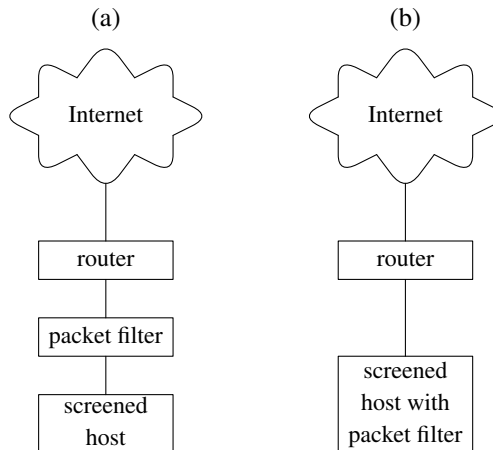 (a)
Internet
router
packet filter
screened
host
(b)
Internet
router
screened
host with
packet filter